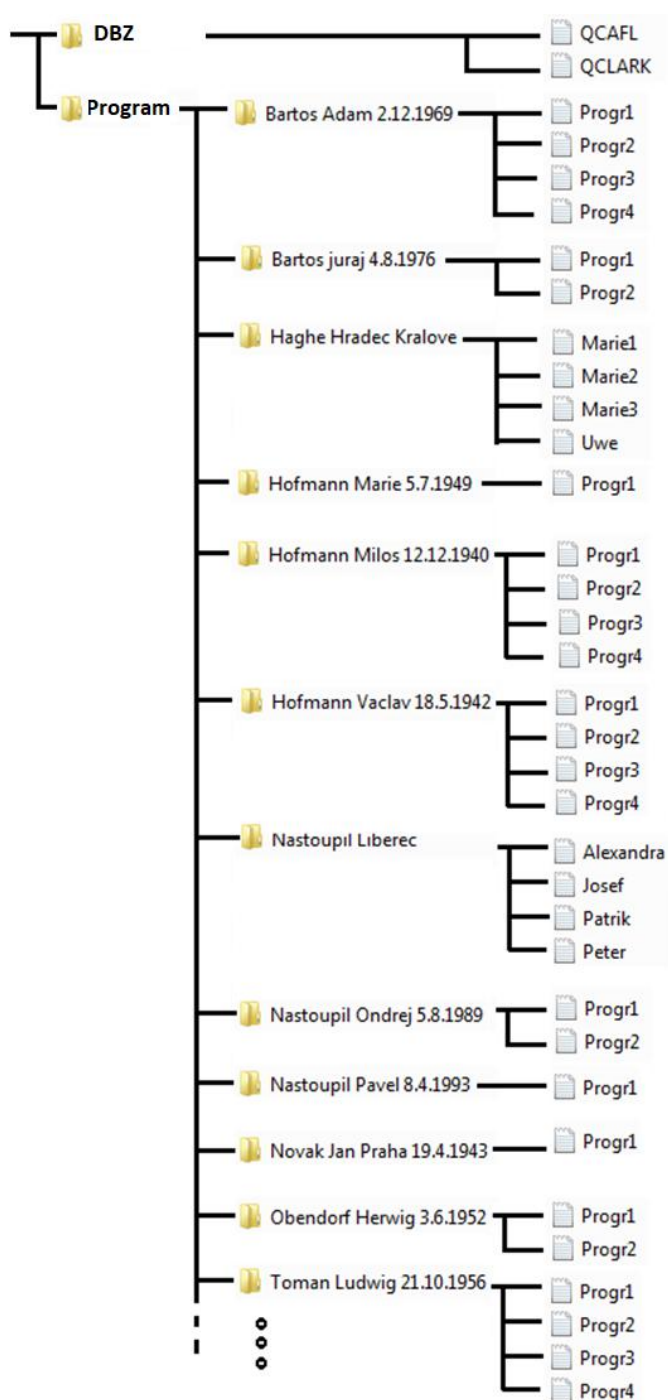 DBZ
QCAFL
QCLARK
Program
Bartos Adam 2.12.1969
Progr1
Progr2
Progr3
Progr4
Bartos juraj 4.8.1976
Progr1
Progr2
Haghe Hradec Kralove
Marie1
Marie2
Marie3
Uwe
Hofmann Marie 5.7.1949
Progr1
Hofmann Milos 12.12.1940
Progr1
Progr2
Progr3
Progr4
Hofmann Vaclav 18.5.1942
Progr1
Progr2
Progr3
Progr4
Nastoupil Liberec
Alexandra
Josef
Patrik
Peter
Nastoupil Ondrej 5.8.1989
Progr1
Progr2
Nastoupil Pavel 8.4.1993
Progr1
Novak Jan Praha 19.4.1943
Progr1
Obendorf Herwig 3.6.1952
Progr1
Progr2
Toman Ludwig 21.10.1956
Progr1
Progr2
Progr3
Progr4